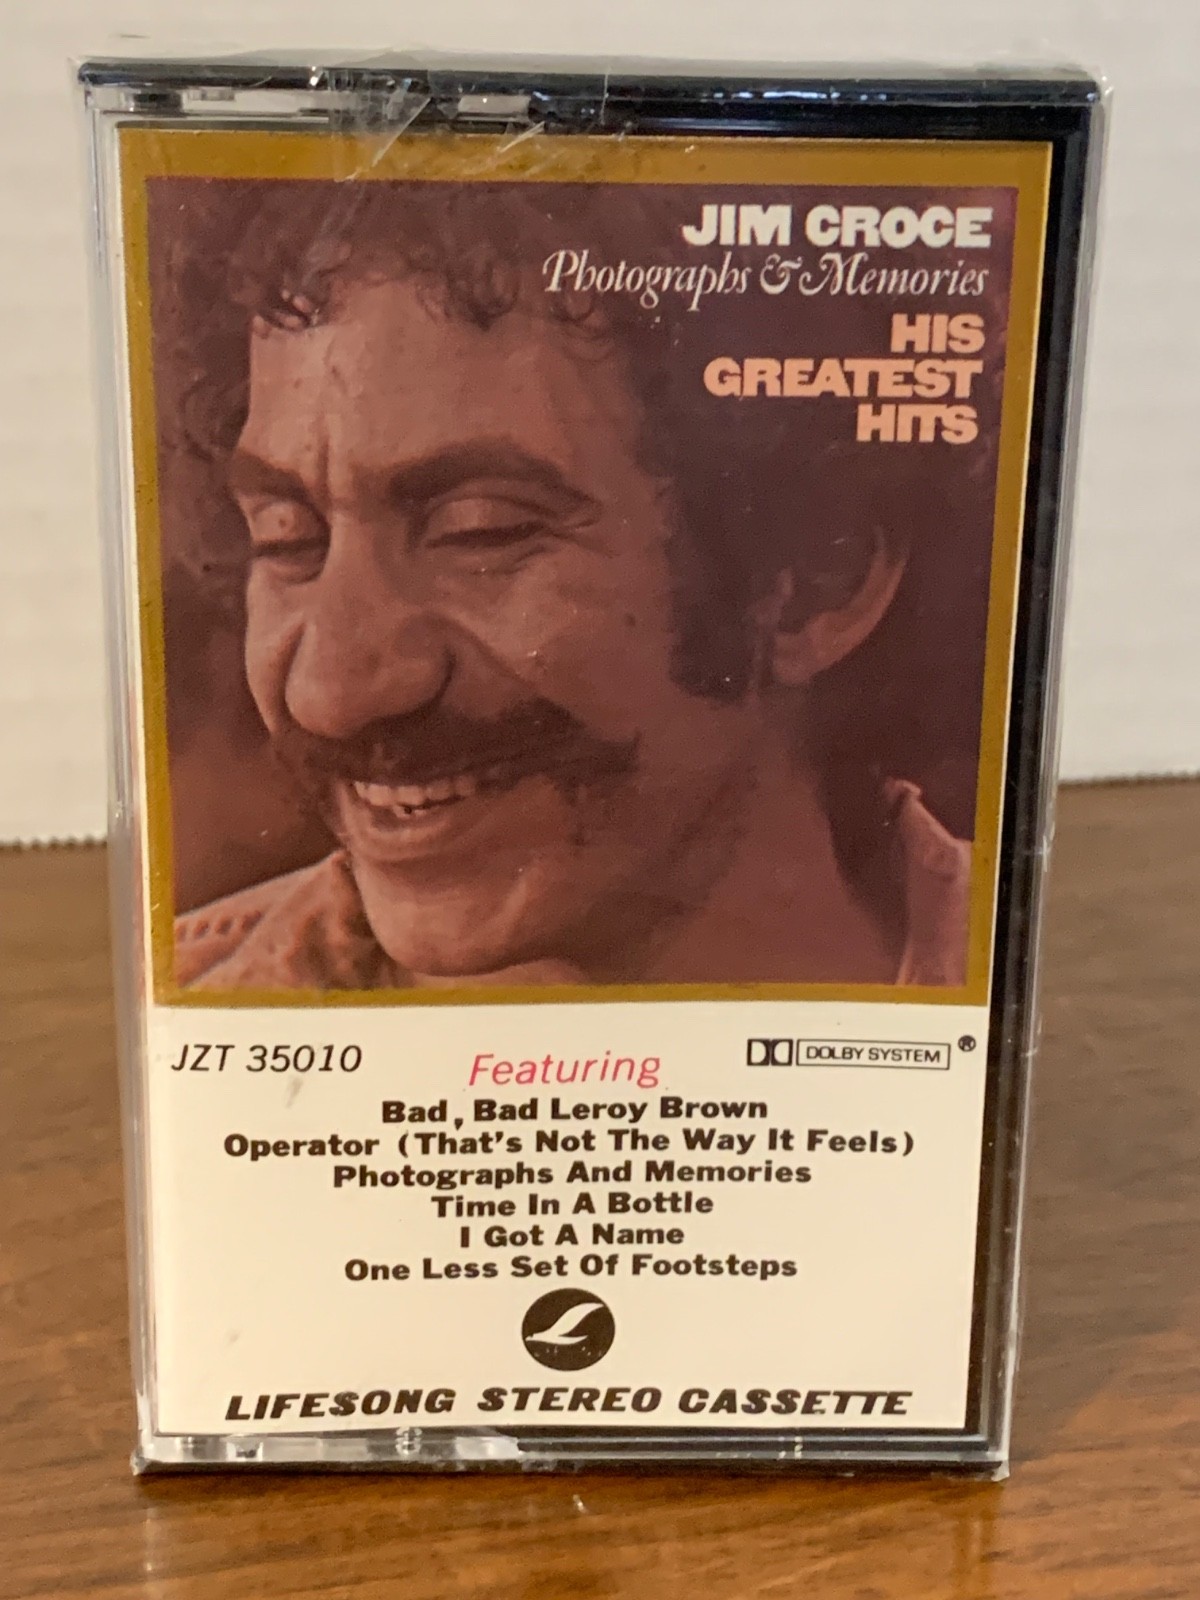 JIM CROCE
Photographs & Memories
HIS
GREATEST
HITS
JZT 35010
Featuring
DOLBY SYSTEM ®
Bad, Bad Leroy Brown
Operator (That's Not The Way It Feels)
Photographs And Memories
Time In A Bottle
I Got A Name
One Less Set Of Footsteps
LIFESONG STEREO CASSETTE